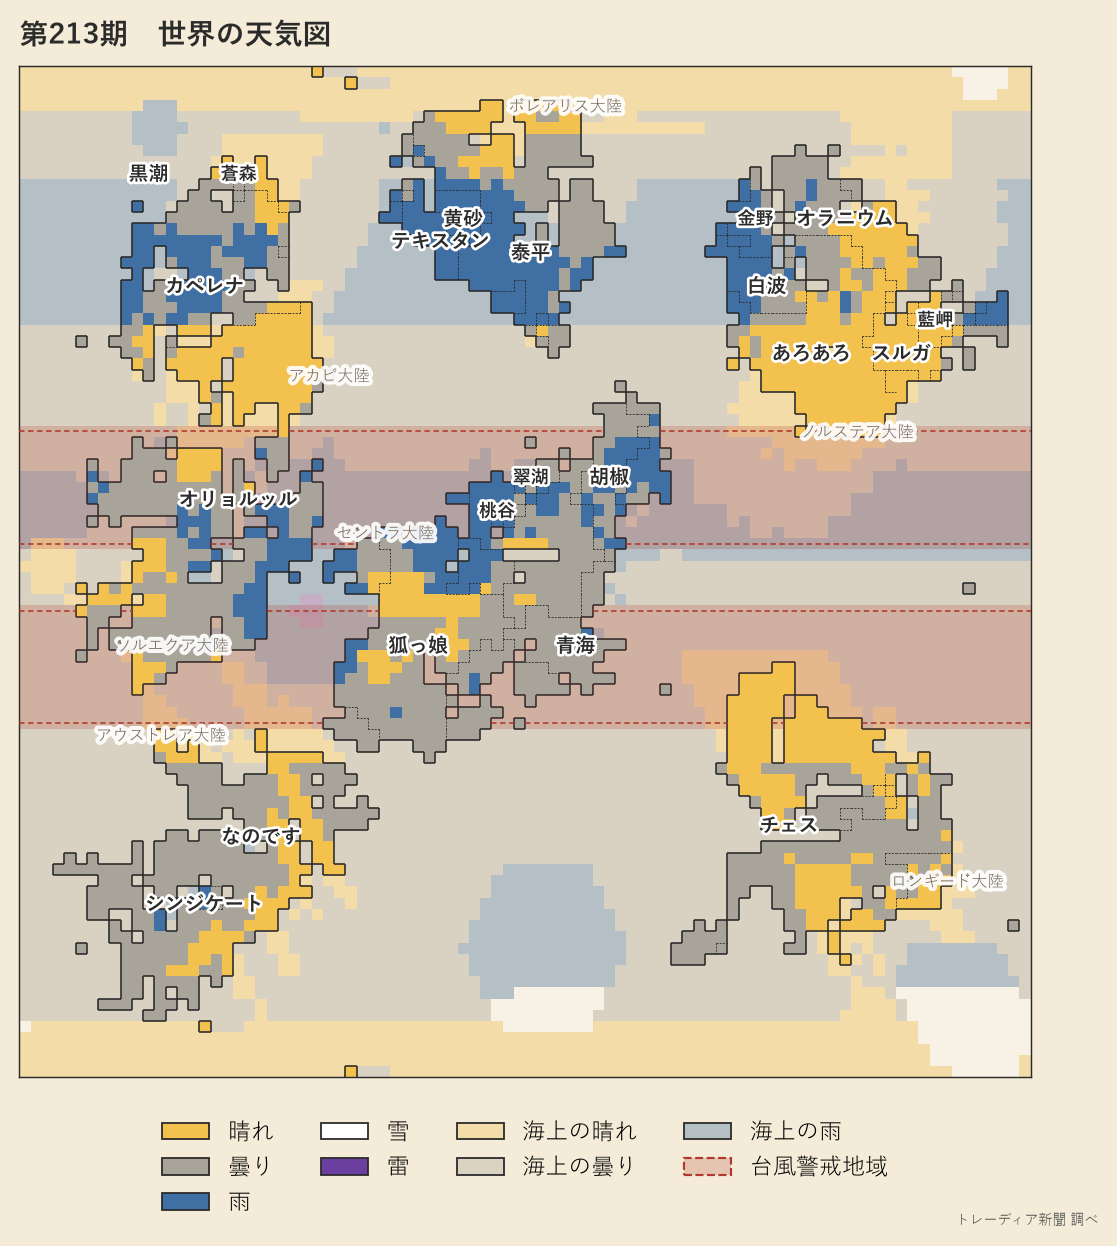 第213期　世界の天気図
ボレアリス大陸
黒潮
蒼森
黄砂
テキスタン
泰平
金野
オラニウム
カペレナ
白波
藍岬
あろあろ
スルガ
アカピ大陸
ノルステア大陸
翠湖
胡椒
オリョルッル
桃谷
セントラ大陸
ソルエクア大陸
狐っ娘
青海
アウストレア大陸
チェス
なのです
ロンギード大陸
シンジケート
晴れ
雪
海上の晴れ
海上の雨
曇り
雷
海上の曇り
台風警戒地域
雨
トレーディア新聞 調べ